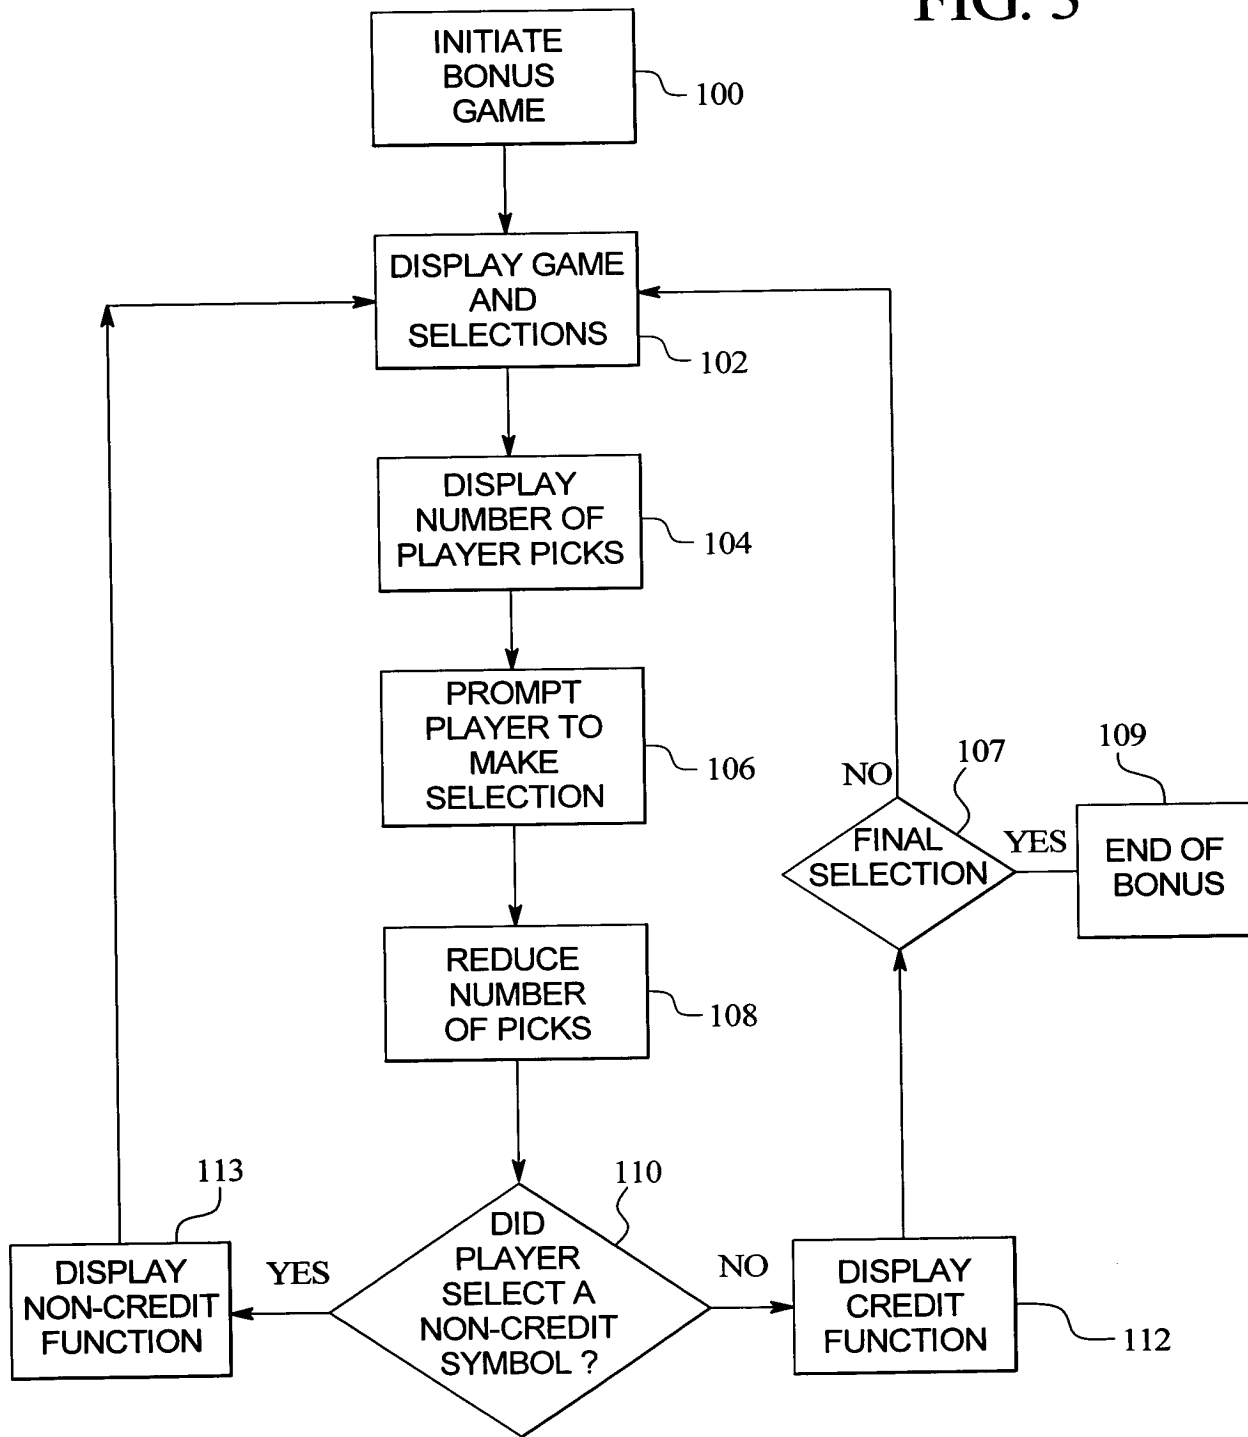 INITIATE
BONUS
GAME
100
DISPLAY GAME
AND
SELECTIONS
102
DISPLAY
NUMBER OF
PLAYER PICKS
104
PROMPT
PLAYER TO
MAKE
SELECTION
106
REDUCE
NUMBER
OF PICKS
108
NO
107
FINAL
SELECTION
YES
109
END OF
BONUS
113
DISPLAY
NON-CREDIT
FUNCTION
YES
110
DID
PLAYER
SELECT A
NON-CREDIT
SYMBOL ?
NO
DISPLAY
CREDIT
FUNCTION
112